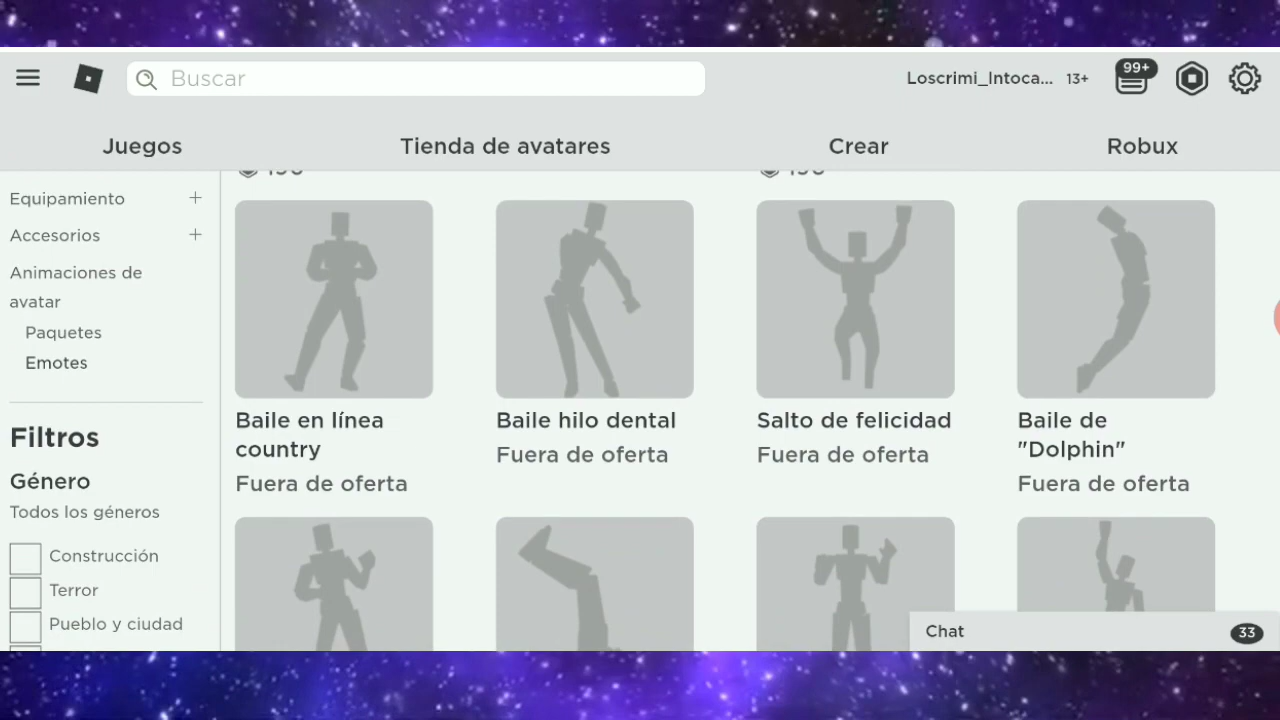 Buscar
Loscrimi_Intoca... 13+
99+
Juegos
Tienda de avatares
Crear
Robux
Equipamiento +
Accesorios +
Animaciones de
avatar
Paquetes
Emotes
Filtros
Género
Todos los géneros
Construcción
Terror
Pueblo y ciudad
Baile en línea
country
Fuera de oferta
Baile hilo dental
Fuera de oferta
Salto de felicidad
Fuera de oferta
Baile de
"Dolphin"
Fuera de oferta
Chat
33